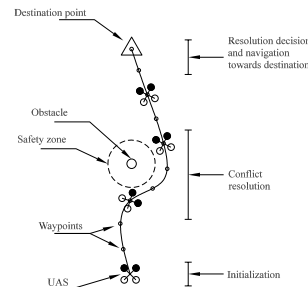 Destination point
Resolution decision
and navigation
towards destination
Obstacle
Safety zone
Conflict
resolution
Waypoints
UAS
Initialization